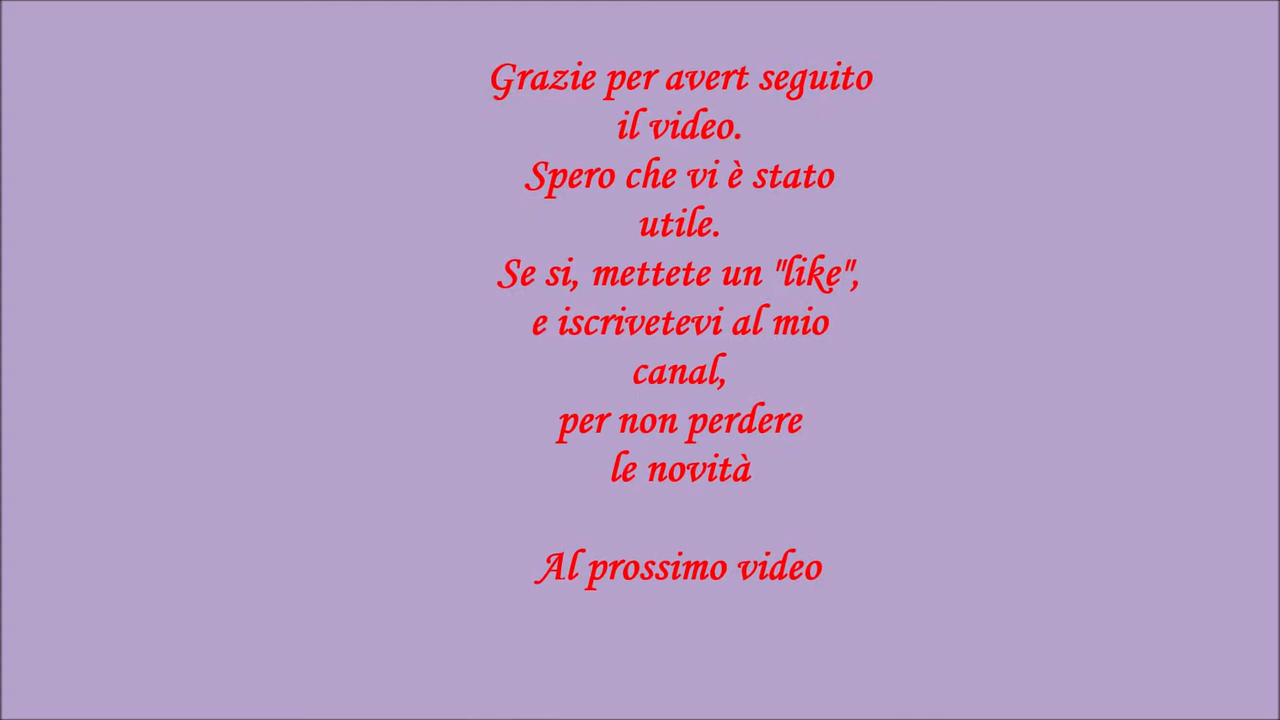 Grazie per avert seguito
il video.
Spero che vi è stato
utile.
Se si, mettete un "like",
e iscrivetevi al mio
canal,
per non perdere
le novità
Al prossimo video